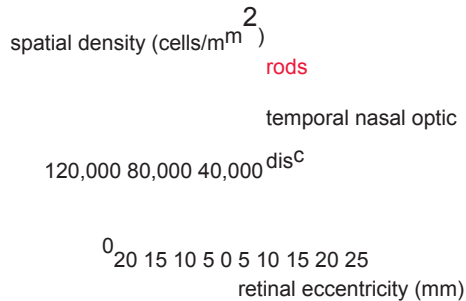 spatial density (cells/mm2)
rods
temporal nasal optic
120,000 80,000 40,000 disc
0
20 15 10 5 0 5 10 15 20 25
retinal eccentricity (mm)